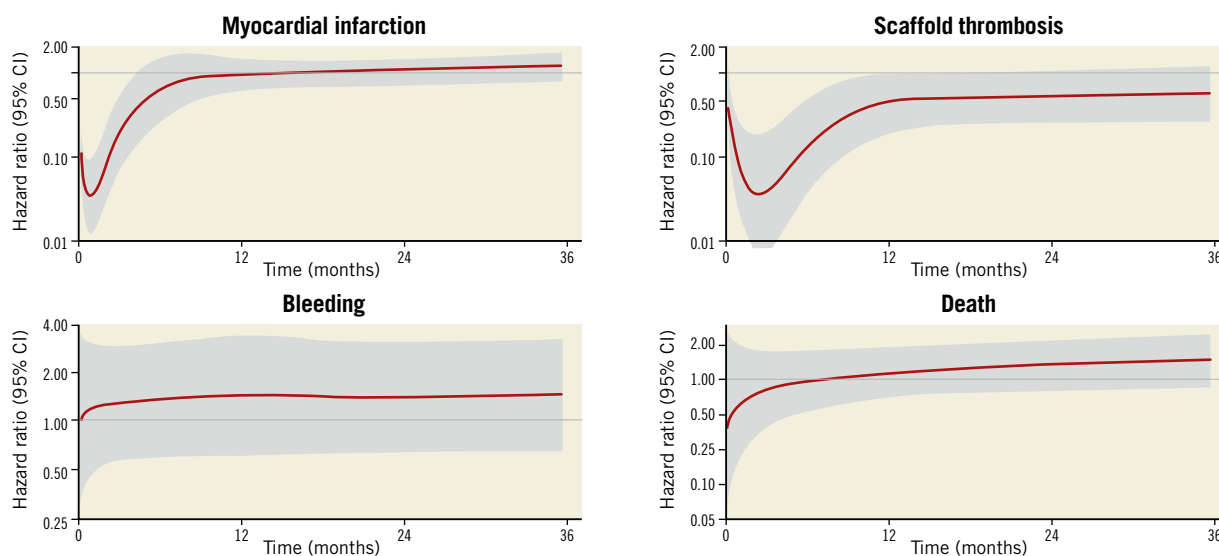 Myocardial infarction
Hazard ratio (95% CI)
2.00
0.50
0.10
0.01
0
12
24
36
Time (months)
Scaffold thrombosis
Hazard ratio (95% CI)
2.00
0.50
0.10
0.01
0
12
24
36
Time (months)
Bleeding
Hazard ratio (95% CI)
4.00
2.00
1.00
0.50
0.25
0
12
24
36
Time (months)
Death
Hazard ratio (95% CI)
2.00
1.00
0.50
0.25
0.10
0.05
0
12
24
36
Time (months)